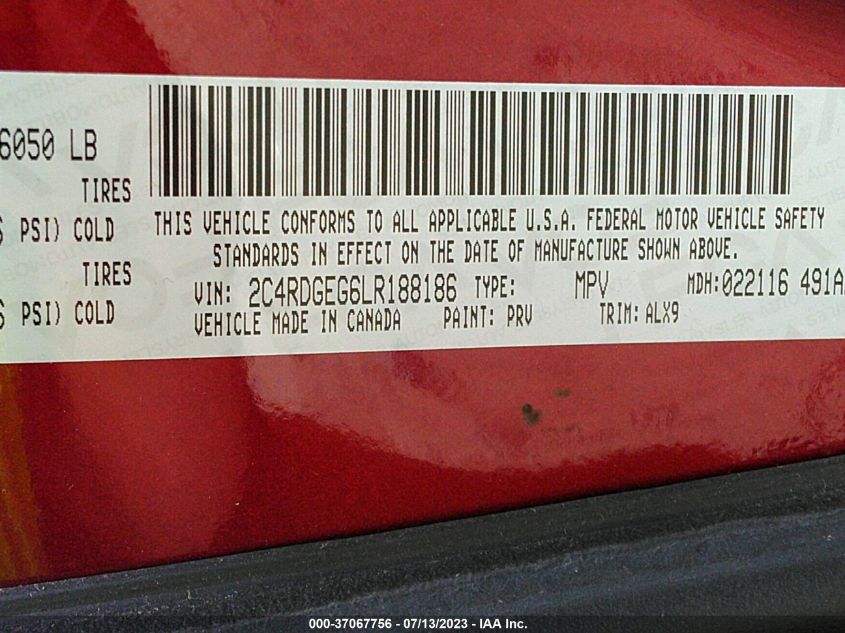 6050 LB
TIRES
PSI) COLD
TIRES
PSI) COLD
THIS VEHICLE CONFORMS TO ALL APPLICABLE U.S.A. FEDERAL MOTOR VEHICLE SAFETY
STANDARDS IN EFFECT ON THE DATE OF MANUFACTURE SHOWN ABOVE.
VIN: 2C4RDGEG6LR188186 TYPE: MPV MDH:022116 491A
VEHICLE MADE IN CANADA PAINT: PRV TRIM: ALX9
000-37067756 - 07/13/2023 - IAA Inc.